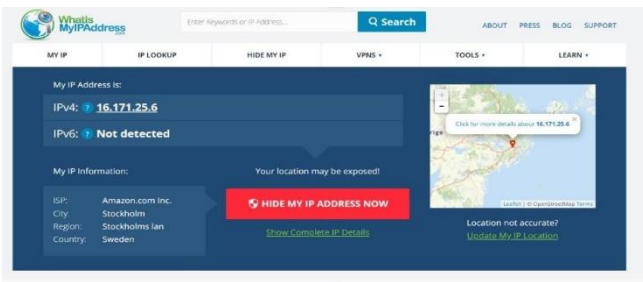 WhatIs
MyIPAddress
.com
Enter Keywords or IP Address...
Search
ABOUT PRESS BLOG SUPPORT
MY IP IP LOOKUP HIDE MY IP VPNS TOOLS LEARN
My IP Address is:
IPv4: ? 16.171.25.6
IPv6: ? Not detected
My IP Information:
ISP: Amazon.com Inc.
City: Stockholm
Region: Stockholms lan
Country: Sweden
Your location may be exposed!
HIDE MY IP ADDRESS NOW
Show Complete IP Details
+
−
Click for more details about 16.171.25.6
×
Leaflet | © OpenStreetMap Terms
Location not accurate?
Update My IP Location